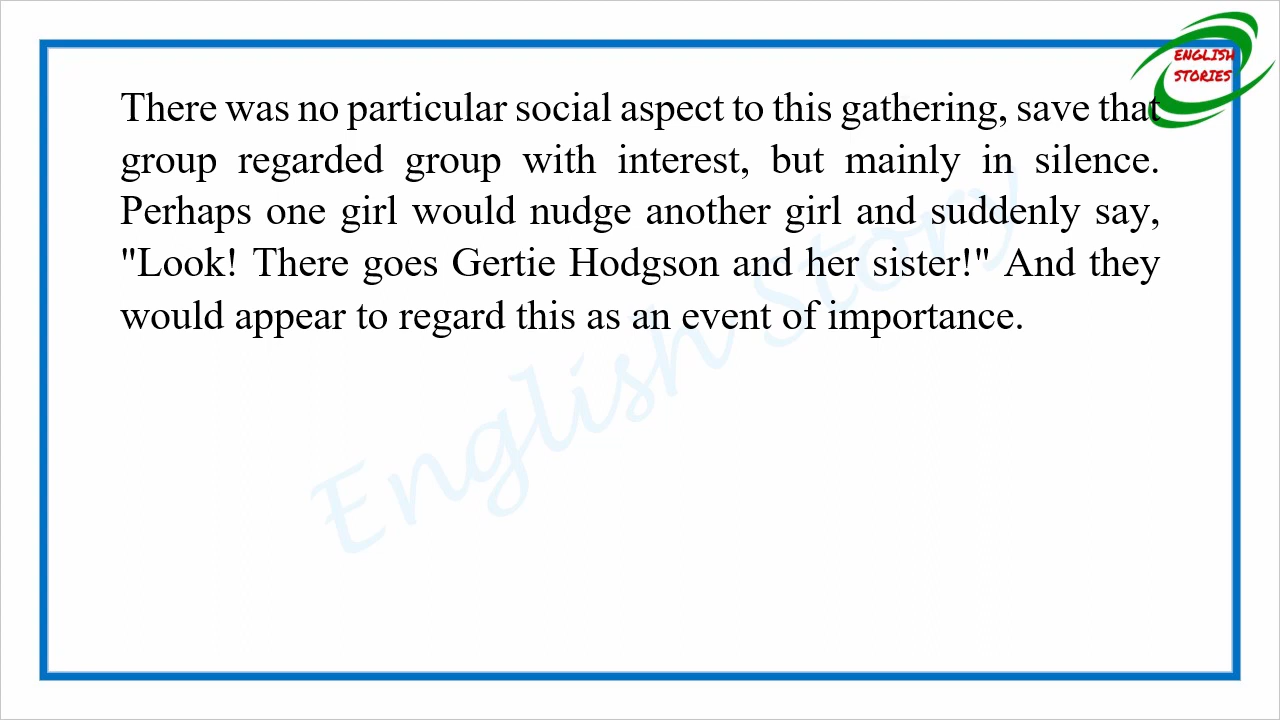 ENGLISH
STORIES
There was no particular social aspect to this gathering, save that
group regarded group with interest, but mainly in silence.
Perhaps one girl would nudge another girl and suddenly say,
"Look! There goes Gertie Hodgson and her sister!" And they
would appear to regard this as an event of importance.
English Story